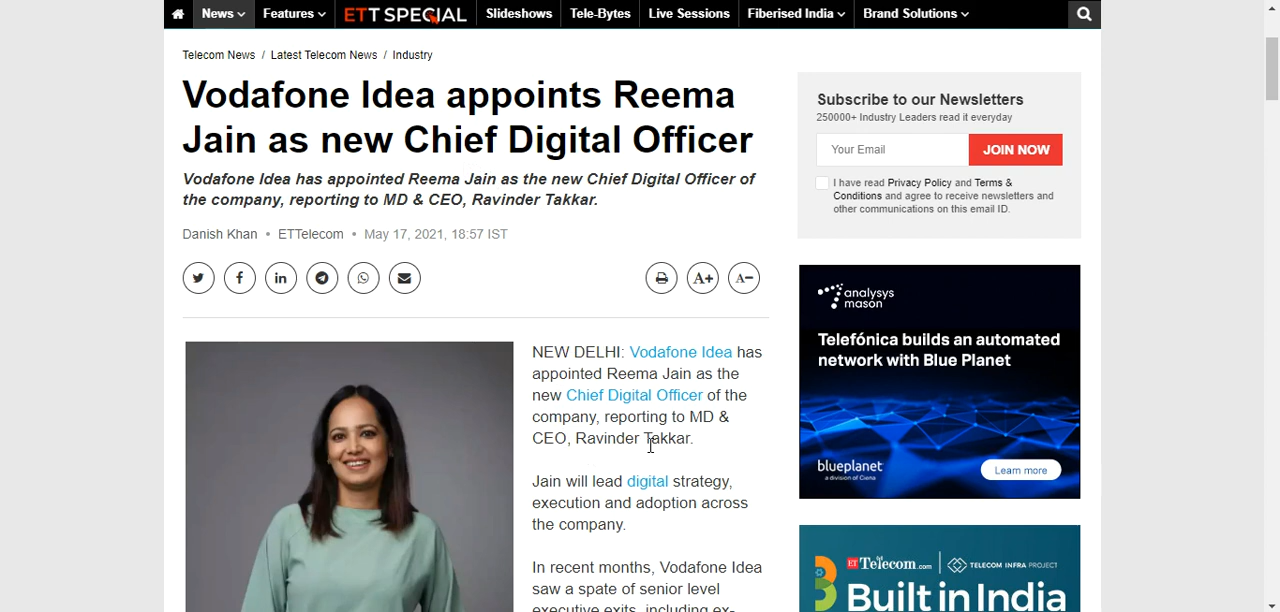 News Features ETT SPECIAL Slideshows Tele-Bytes Live Sessions Fiberised India Brand Solutions
Telecom News / Latest Telecom News / Industry
Vodafone Idea appoints Reema
Jain as new Chief Digital Officer
Vodafone Idea has appointed Reema Jain as the new Chief Digital Officer of
the company, reporting to MD & CEO, Ravinder Takkar.
Danish Khan • ETTelecom • May 17, 2021, 18:57 IST
A+ A-
NEW DELHI: Vodafone Idea has
appointed Reema Jain as the
new Chief Digital Officer of the
company, reporting to MD &
CEO, Ravinder Takkar.
Jain will lead digital strategy,
execution and adoption across
the company.
In recent months, Vodafone Idea
saw a spate of senior level
executive exits, including ex-
Subscribe to our Newsletters
250000+ Industry Leaders read it everyday
Your Email JOIN NOW
I have read Privacy Policy and Terms &
Conditions and agree to receive newsletters and
other communications on this email ID.
analysys
mason
Telefónica builds an automated
network with Blue Planet
blueplanet
a division of Ciena
Learn more
ET Telecom.com TELECOM INFRA PROJECT
Built in India